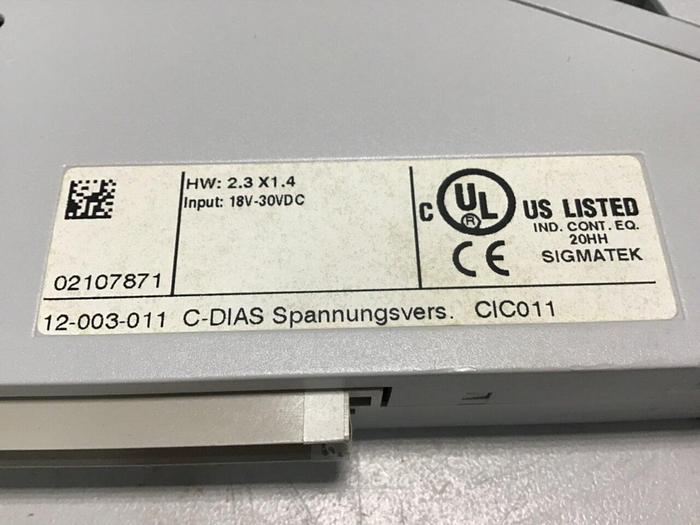 HW: 2.3 X1.4
Input: 18V-30VDC
02107871
C UL ® US LISTED
IND. CONT. EQ.
20HH
CE SIGMATEK
12-003-011 C-DIAS Spannungsvers. CIC011